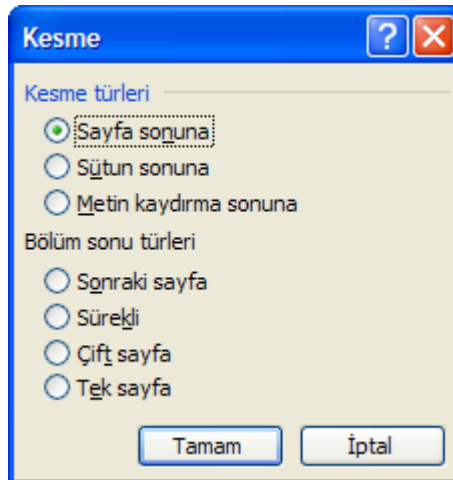 Kesme
Kesme türleri
Sayfa sonuna
Sütun sonuna
Metin kaydırma sonuna
Bölüm sonu türleri
Sonraki sayfa
Sürekli
Çift sayfa
Tek sayfa
Tamam İptal